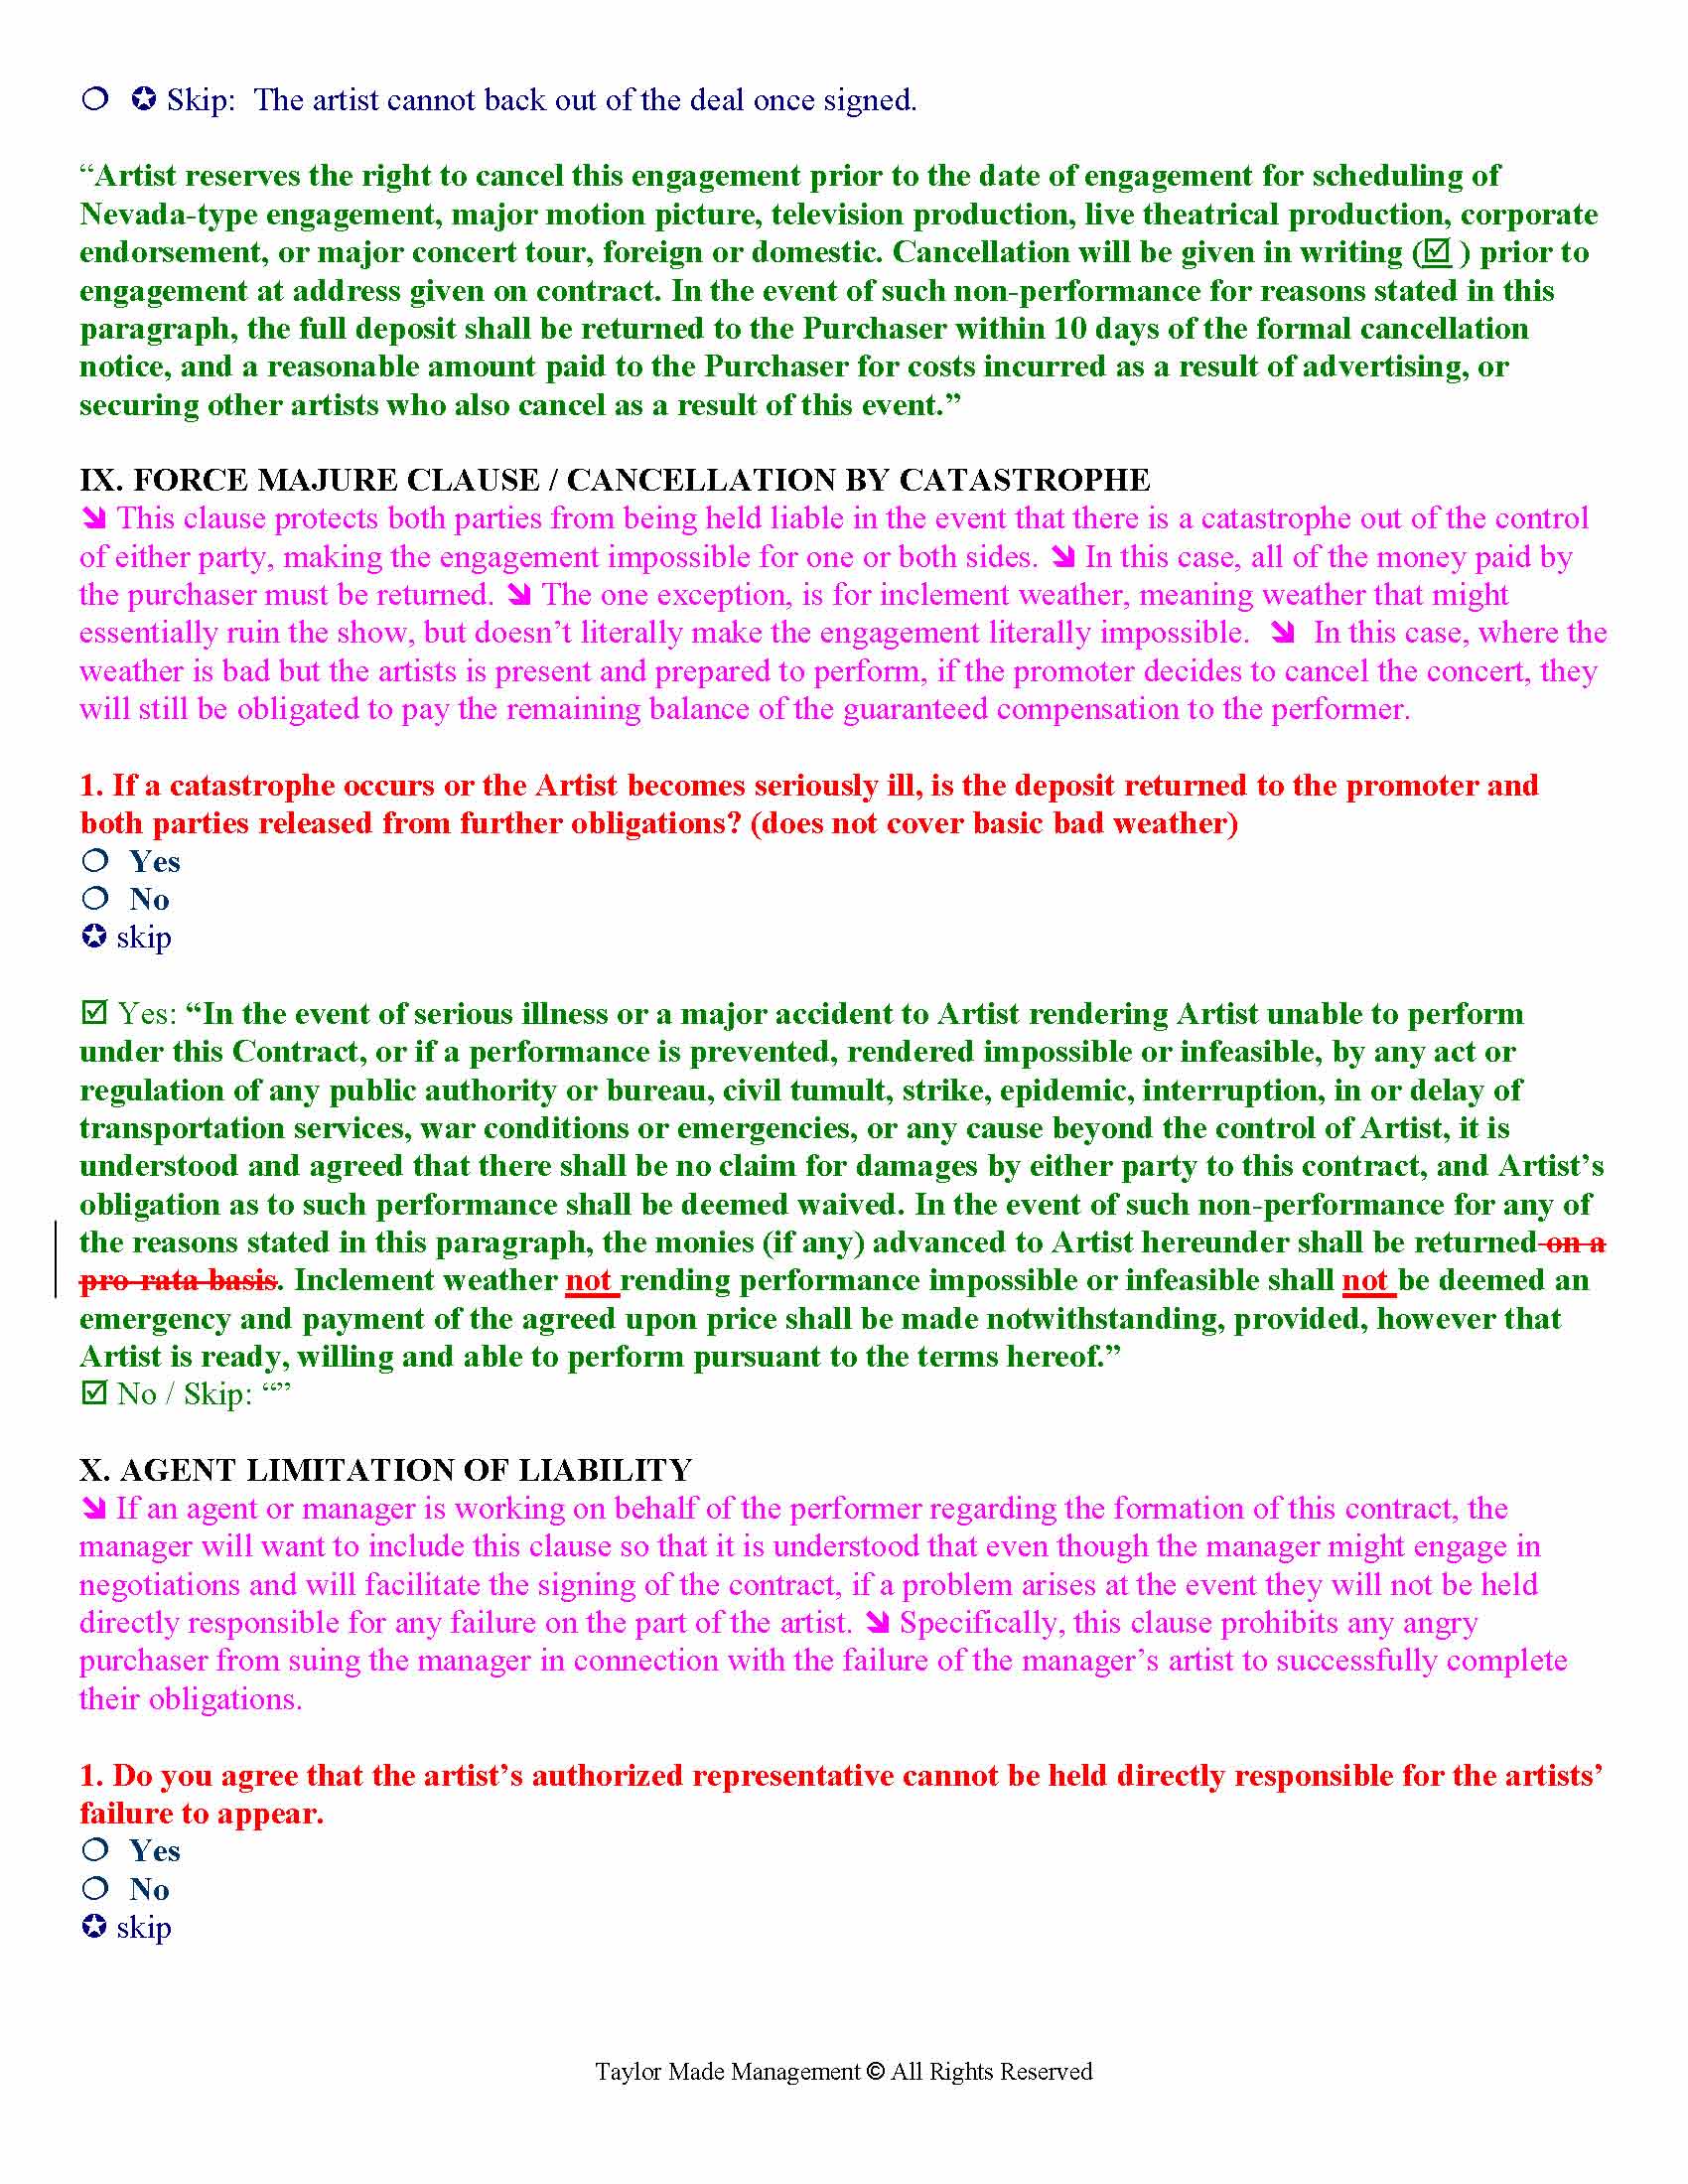 ❍ ✪ Skip:  The artist cannot back out of the deal once signed.
“Artist reserves the right to cancel this engagement prior to the date of engagement for scheduling of
Nevada-type engagement, major motion picture, television production, live theatrical production, corporate
endorsement, or major concert tour, foreign or domestic. Cancellation will be given in writing (☑ ) prior to
engagement at address given on contract. In the event of such non-performance for reasons stated in this
paragraph, the full deposit shall be returned to the Purchaser within 10 days of the formal cancellation
notice, and a reasonable amount paid to the Purchaser for costs incurred as a result of advertising, or
securing other artists who also cancel as a result of this event.”
IX. FORCE MAJURE CLAUSE / CANCELLATION BY CATASTROPHE
➘ This clause protects both parties from being held liable in the event that there is a catastrophe out of the control
of either party, making the engagement impossible for one or both sides. ➘ In this case, all of the money paid by
the purchaser must be returned. ➘ The one exception, is for inclement weather, meaning weather that might
essentially ruin the show, but doesn’t literally make the engagement literally impossible.  ➘  In this case, where the
weather is bad but the artists is present and prepared to perform, if the promoter decides to cancel the concert, they
will still be obligated to pay the remaining balance of the guaranteed compensation to the performer.
1. If a catastrophe occurs or the Artist becomes seriously ill, is the deposit returned to the promoter and
both parties released from further obligations? (does not cover basic bad weather)
❍ Yes
❍ No
✪ skip
☑ Yes: “In the event of serious illness or a major accident to Artist rendering Artist unable to perform
under this Contract, or if a performance is prevented, rendered impossible or infeasible, by any act or
regulation of any public authority or bureau, civil tumult, strike, epidemic, interruption, in or delay of
transportation services, war conditions or emergencies, or any cause beyond the control of Artist, it is
understood and agreed that there shall be no claim for damages by either party to this contract, and Artist’s
obligation as to such performance shall be deemed waived. In the event of such non-performance for any of
the reasons stated in this paragraph, the monies (if any) advanced to Artist hereunder shall be returned on a
pro rata basis. Inclement weather not rending performance impossible or infeasible shall not be deemed an
emergency and payment of the agreed upon price shall be made notwithstanding, provided, however that
Artist is ready, willing and able to perform pursuant to the terms hereof.”
☑ No / Skip: “”
X. AGENT LIMITATION OF LIABILITY
➘ If an agent or manager is working on behalf of the performer regarding the formation of this contract, the
manager will want to include this clause so that it is understood that even though the manager might engage in
negotiations and will facilitate the signing of the contract, if a problem arises at the event they will not be held
directly responsible for any failure on the part of the artist. ➘ Specifically, this clause prohibits any angry
purchaser from suing the manager in connection with the failure of the manager’s artist to successfully complete
their obligations.
1. Do you agree that the artist’s authorized representative cannot be held directly responsible for the artists’
failure to appear.
❍ Yes
❍ No
✪ skip
Taylor Made Management © All Rights Reserved